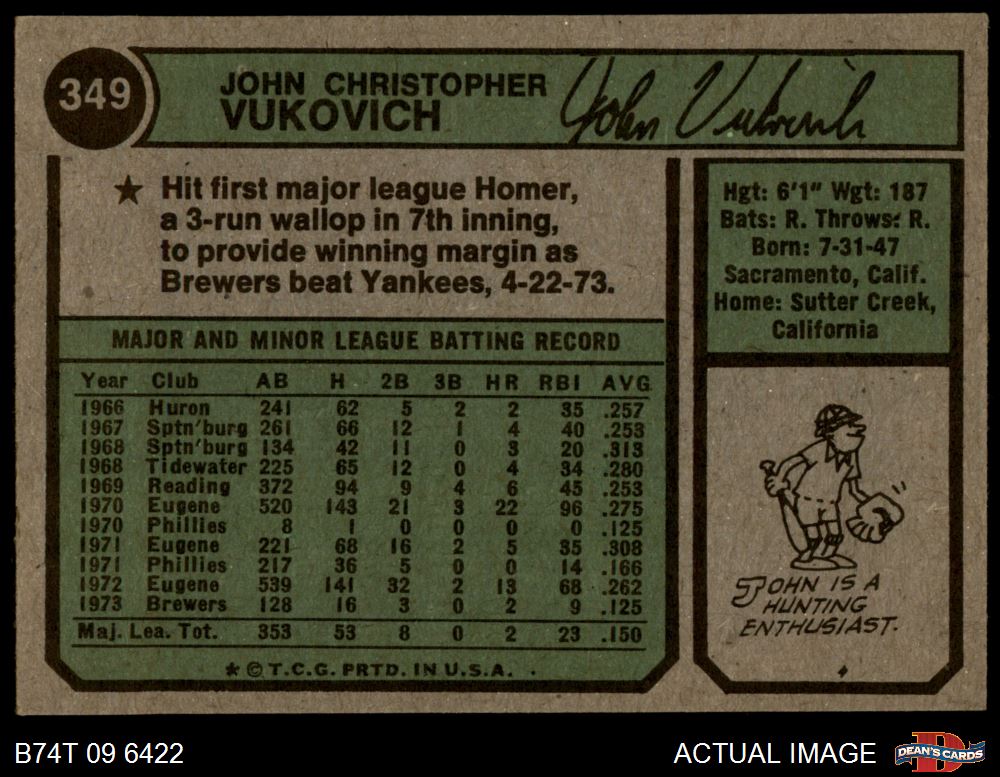 349
JOHN CHRISTOPHER
VUKOVICH
John Vukovich
★ Hit first major league Homer,
a 3-run wallop in 7th inning,
to provide winning margin as
Brewers beat Yankees, 4-22-73.
Hgt: 6'1" Wgt: 187
Bats: R. Throws: R.
Born: 7-31-47
Sacramento, Calif.
Home: Sutter Creek,
California
MAJOR AND MINOR LEAGUE BATTING RECORD
Year Club AB H 2B 3B HR RBI AVG.
1966 Huron 241 62 5 2 2 35 .257
1967 Sptn'burg 261 66 12 1 4 40 .253
1968 Sptn'burg 134 42 11 0 3 20 .313
1968 Tidewater 225 65 12 0 4 34 .280
1969 Reading 372 94 9 4 6 45 .253
1970 Eugene 520 143 21 3 22 96 .275
1970 Phillies 8 1 0 0 0 0 .125
1971 Eugene 221 68 16 2 5 35 .308
1971 Phillies 217 36 5 0 0 14 .166
1972 Eugene 539 141 32 2 13 68 .262
1973 Brewers 128 16 3 0 2 9 .125
Maj. Lea. Tot. 353 53 8 0 2 23 .150
★ © T.C.G. PRTD. IN U.S.A.
JOHN IS A
HUNTING
ENTHUSIAST.
B74T 09 6422
ACTUAL IMAGE
DEAN'S CARDS